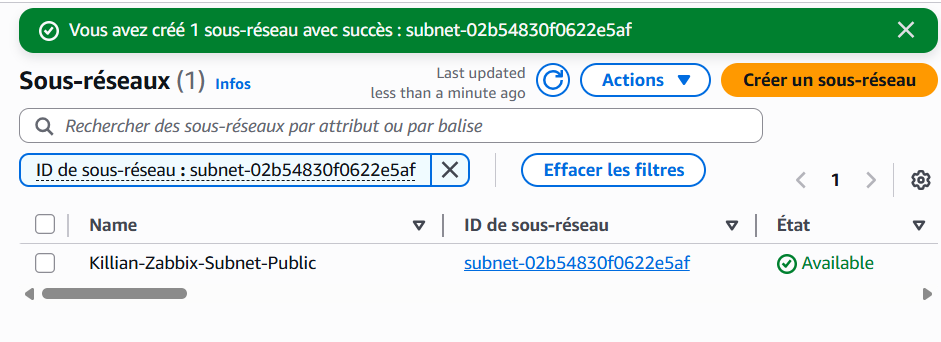 Vous avez créé 1 sous-réseau avec succès : subnet-02b54830f0622e5af
Sous-réseaux (1) Infos
Last updated
less than a minute ago
Actions
Créer un sous-réseau
Rechercher des sous-réseaux par attribut ou par balise
ID de sous-réseau : subnet-02b54830f0622e5af
Effacer les filtres
1
Name ID de sous-réseau État
Killian-Zabbix-Subnet-Public subnet-02b54830f0622e5af Available